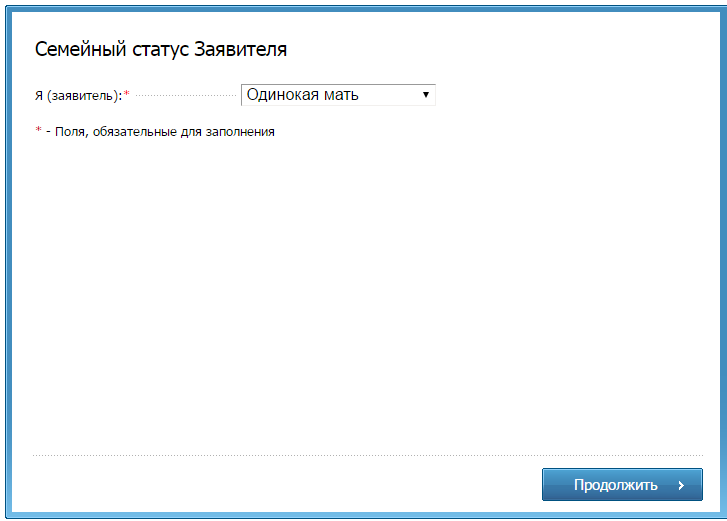 Семейный статус Заявителя
Я (заявитель):* Одинокая мать
* - Поля, обязательные для заполнения
Продолжить